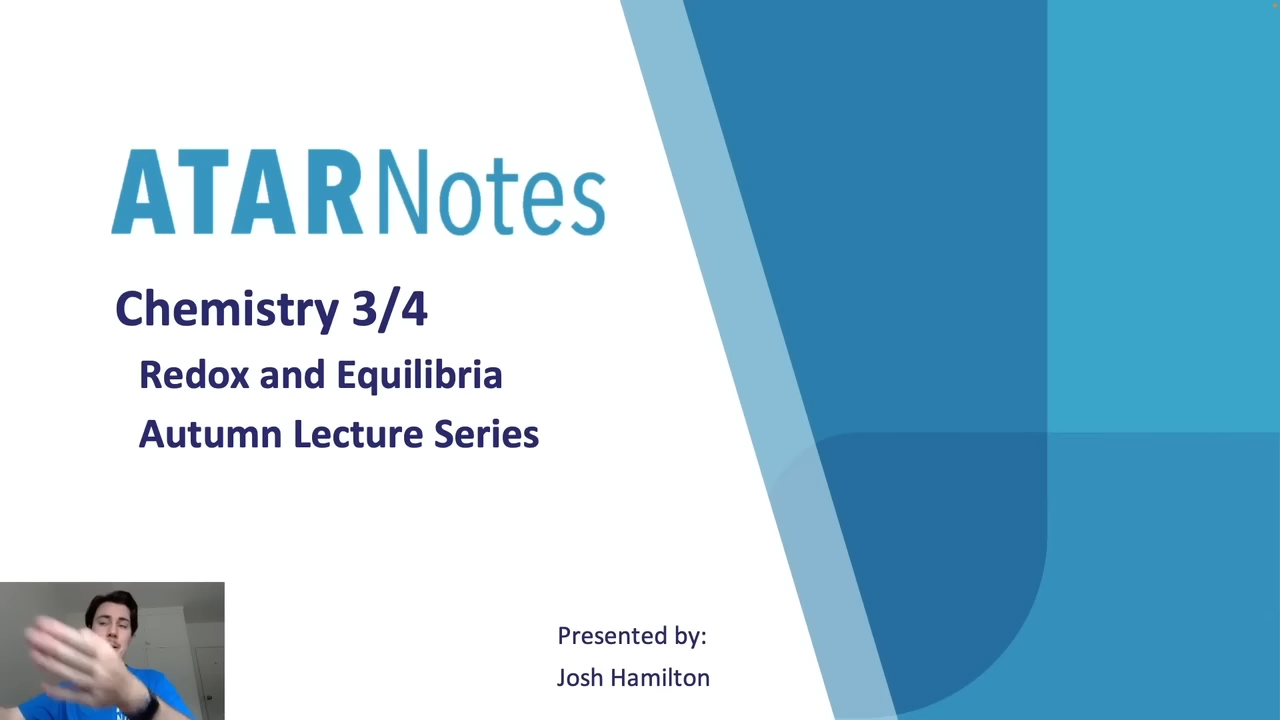 ATARNotes
Chemistry 3/4
Redox and Equilibria
Autumn Lecture Series
Presented by:
Josh Hamilton